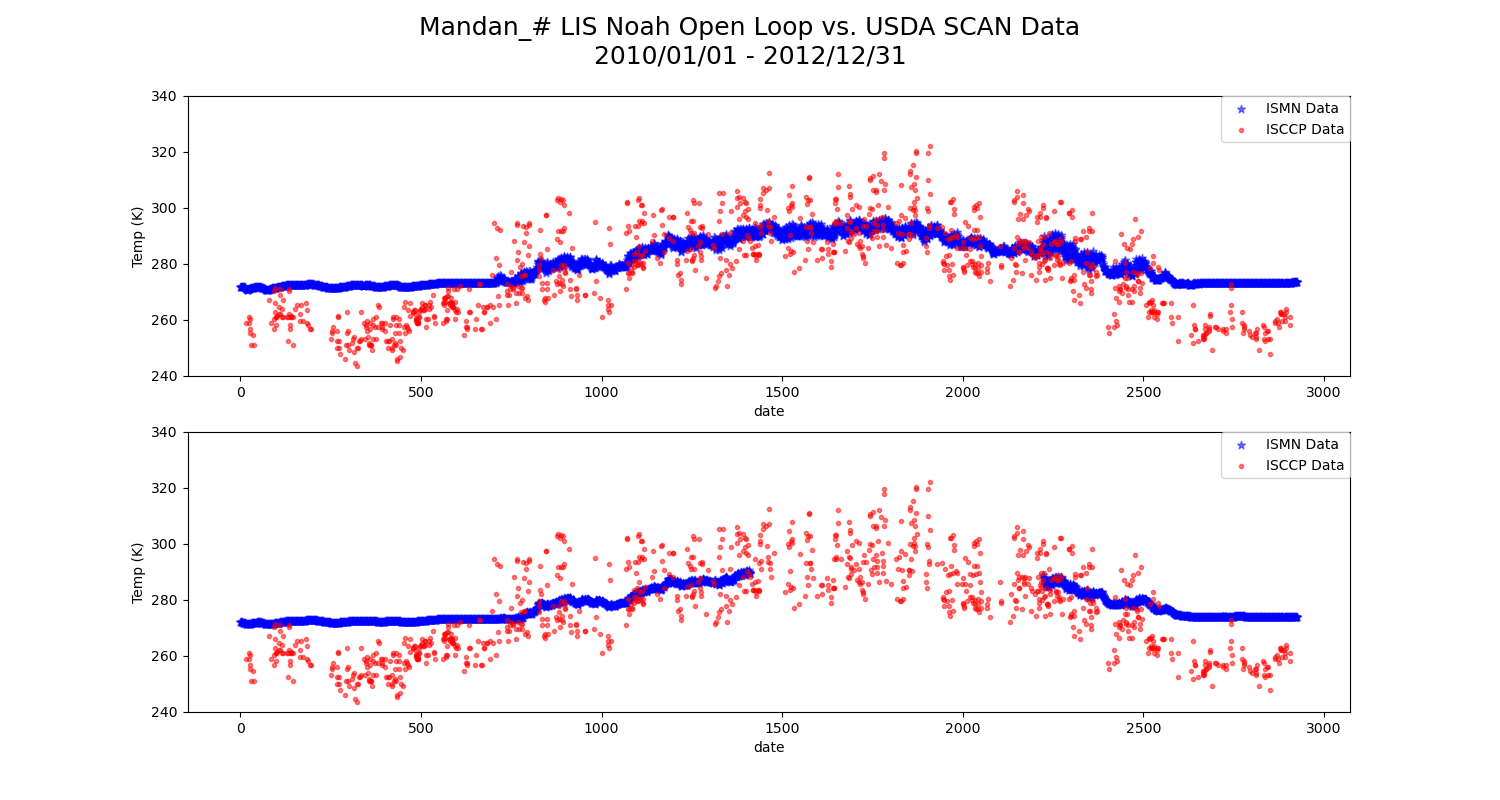 Mandan_# LIS Noah Open Loop vs. USDA SCAN Data
2010/01/01 - 2012/12/31
340
320
300
280
260
240
Temp (K)
ISMN Data
ISCCP Data
0 500 1000 1500 2000 2500 3000
date
340
320
300
280
260
240
Temp (K)
ISMN Data
ISCCP Data
0 500 1000 1500 2000 2500 3000
date